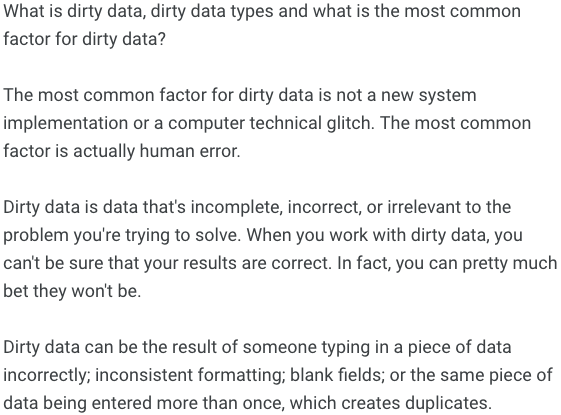 What is dirty data, dirty data types and what is the most common
factor for dirty data?
The most common factor for dirty data is not a new system
implementation or a computer technical glitch. The most common
factor is actually human error.
Dirty data is data that's incomplete, incorrect, or irrelevant to the
problem you're trying to solve. When you work with dirty data, you
can't be sure that your results are correct. In fact, you can pretty much
bet they won't be.
Dirty data can be the result of someone typing in a piece of data
incorrectly; inconsistent formatting; blank fields; or the same piece of
data being entered more than once, which creates duplicates.